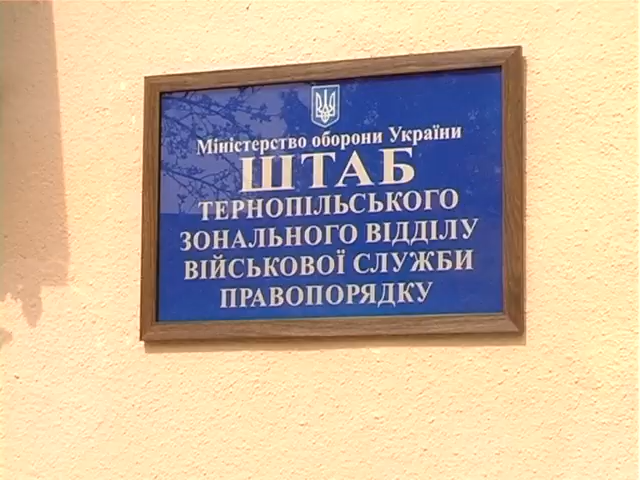 Міністерство оборони України
ШТАБ
ТЕРНОПІЛЬСЬКОГО
ЗОНАЛЬНОГО ВІДДІЛУ
ВІЙСЬКОВОЇ СЛУЖБИ
ПРАВОПОРЯДКУ